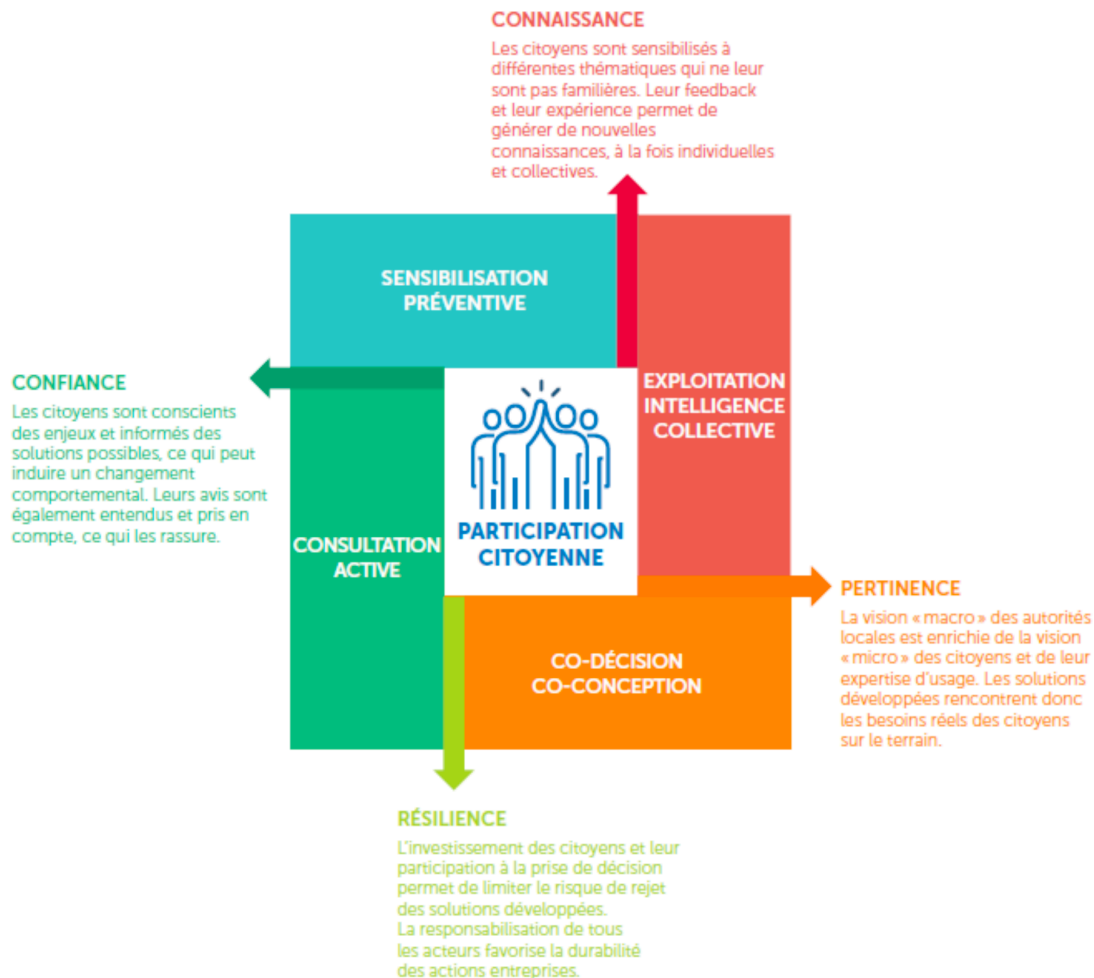 CONNAISSANCE
Les citoyens sont sensibilisés à
différentes thématiques qui ne leur
sont pas familières. Leur feedback
et leur expérience permet de
générer de nouvelles
connaissances, à la fois individuelles
et collectives.
SENSIBILISATION
PRÉVENTIVE
EXPLOITATION
INTELLIGENCE
COLLECTIVE
CONFIANCE
Les citoyens sont conscients
des enjeux et informés des
solutions possibles, ce qui peut
induire un changement
comportemental. Leurs avis sont
également entendus et pris en
compte, ce qui les rassure.
CONSULTATION
ACTIVE
PARTICIPATION
CITOYENNE
PERTINENCE
La vision « macro » des autorités
locales est enrichie de la vision
« micro » des citoyens et de leur
expertise d'usage. Les solutions
développées rencontrent donc
les besoins réels des citoyens
sur le terrain.
CO-DÉCISION
CO-CONCEPTION
RÉSILIENCE
L'investissement des citoyens et leur
participation à la prise de décision
permet de limiter le risque de rejet
des solutions développées.
La responsabilisation de tous
les acteurs favorise la durabilité
des actions entreprises.